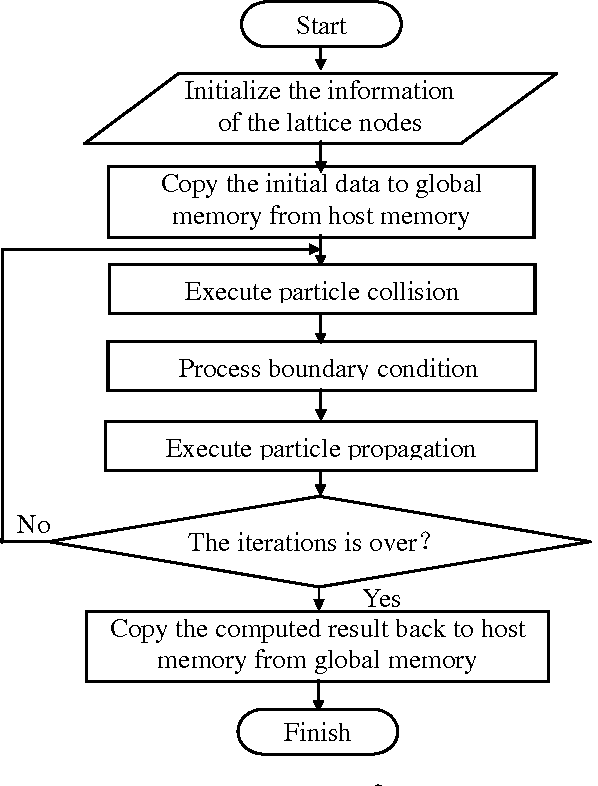 Start
Initialize the information
of the lattice nodes
Copy the initial data to global
memory from host memory
Execute particle collision
Process boundary condition
Execute particle propagation
No
The iterations is over?
Yes
Copy the computed result back to host
memory from global memory
Finish